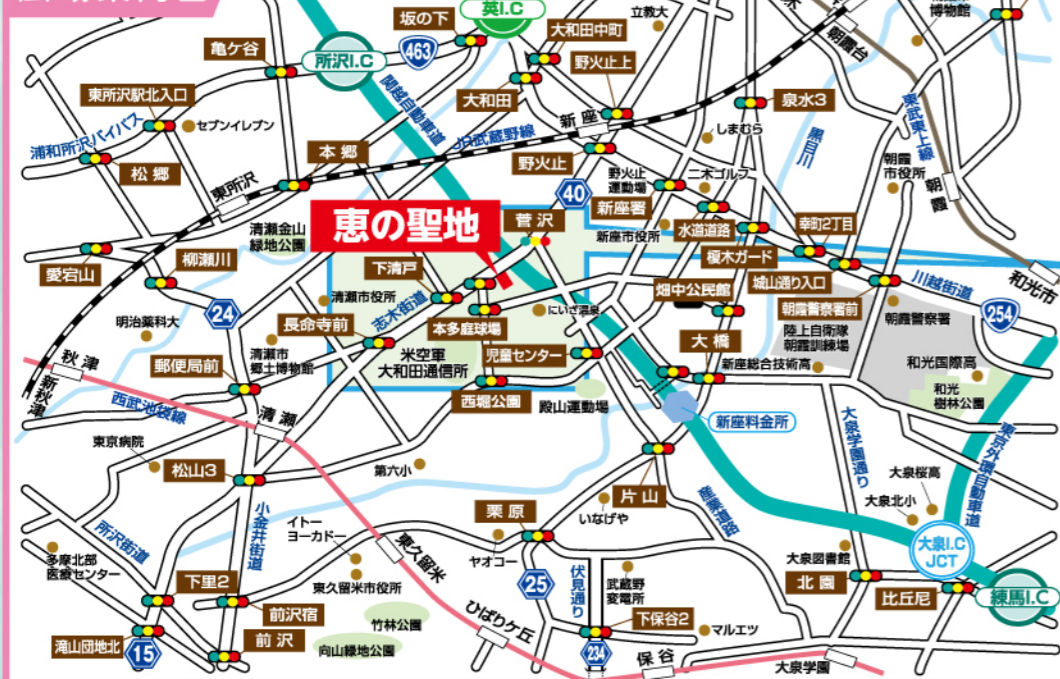 英I.C
立教大
坂の下
463
大和田中町
亀ケ谷
所沢I.C
野火止上
朝霞台
大和田
東所沢駅北入口
関越自動車道
泉水3
東武東上線
セブンイレブン
浦和所沢バイパス
新座
JR武蔵野線
しまむら
黒目川
松郷
本郷
野火止
朝霞
市役所
東所沢
野火止
運動場
二木ゴルフ
朝霞
40
新座署
恵の聖地
菅沢
清瀬金山
緑地公園
新座市役所
水道道路
幸町2丁目
愛宕山
柳瀬川
下清戸
榎木ガード
和光市
城山通り入口
川越街道
畑中公民館
清瀬市役所
志木街道
24
にいざ温泉
朝霞警察署前
254
明治薬科大
長命寺前
本多庭球場
朝霞警察署
大橋
陸上自衛隊
朝霞訓練場
秋津
新秋津
郵便局前
清瀬市
郷土博物館
米空軍
大和田通信所
児童センター
新座総合技術高
和光国際高
西堀公園
殿山運動場
和光
樹林公園
西武池袋線
清瀬
新座料金所
大泉学園通り
東京外環自動車道
東京病院
松山3
第六小
片山
大泉桜高
大泉北小
小金井街道
栗原
いなげや
産業道路
所沢街道
イトー
ヨーカドー
東久留米
ヤオコー
大泉I.C
JCT
大泉図書館
多摩北部
医療センター
下里2
東久留米市役所
25
伏見通り
武蔵野
変電所
北園
比丘尼
練馬I.C
前沢宿
ひばりケ丘
竹林公園
下保谷2
マルエツ
滝山団地北
15
前沢
向山緑地公園
234
保谷
大泉学園